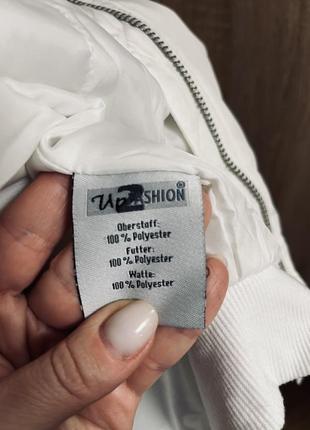 Up2FASHION®
Oberstoff:
100 % Polyester
Futter:
100 % Polyester
Watte:
100 % Polyester